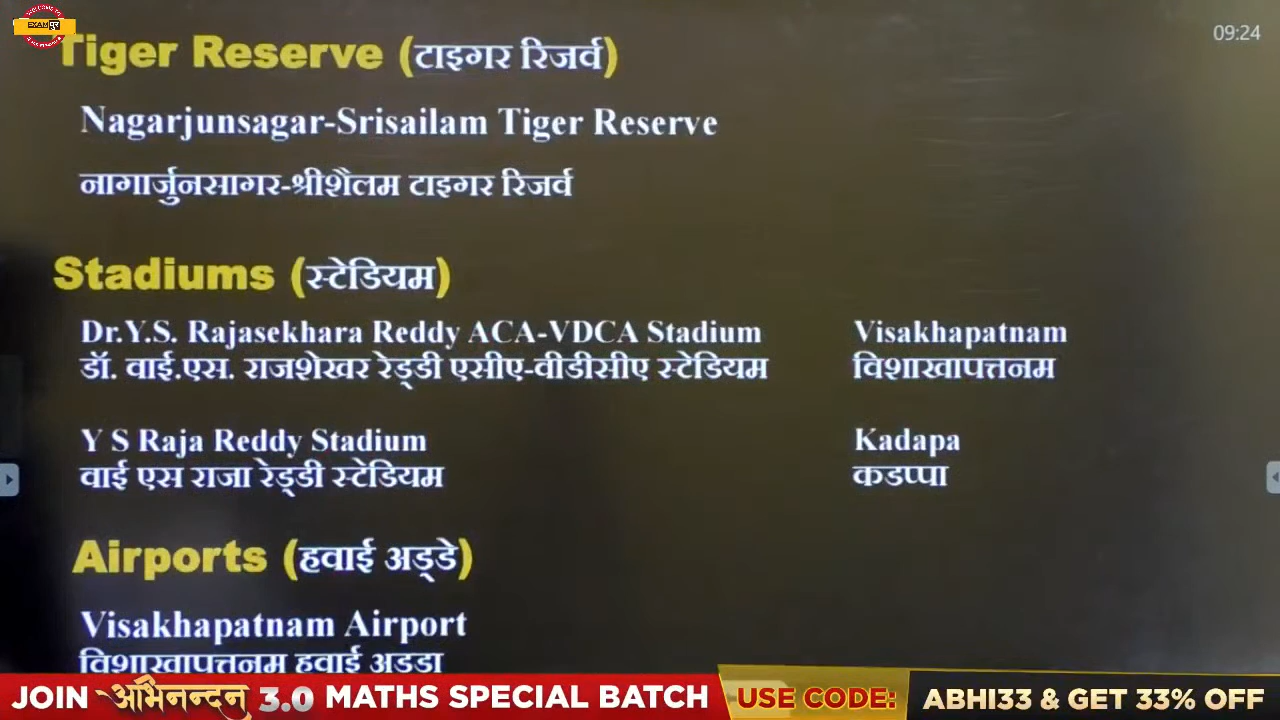 WELCOME TO
EXAM पुर
09:24
Tiger Reserve (टाइगर रिजर्व)
Nagarjunsagar-Srisailam Tiger Reserve
नागार्जुनसागर-श्रीशैलम टाइगर रिजर्व
Stadiums (स्टेडियम)
Dr.Y.S. Rajasekhara Reddy ACA-VDCA Stadium Visakhapatnam
डॉ. वाई.एस. राजशेखर रेड्डी एसीए-वीडीसीए स्टेडियम विशाखापत्तनम
Y S Raja Reddy Stadium Kadapa
वाई एस राजा रेड्डी स्टेडियम कडप्पा
Airports (हवाई अड्डे)
Visakhapatnam Airport
विशाखापत्तनम हवाई अड्डा
JOIN अभिनन्दन 3.0 MATHS SPECIAL BATCH USE CODE: ABHI33 & GET 33% OFF